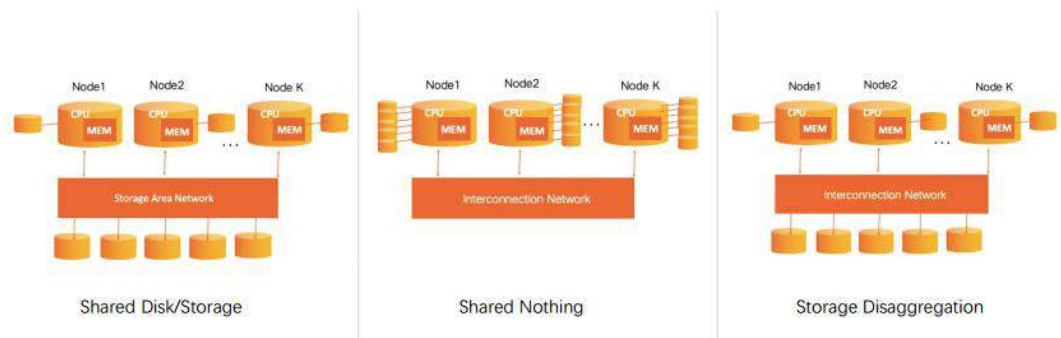 Node1 Node2 Node K
CPU CPU CPU
MEM MEM MEM
...
Storage Area Network
Shared Disk/Storage
Node1 Node2 Node K
CPU CPU CPU
MEM MEM MEM
...
Interconnection Network
Shared Nothing
Node1 Node2 Node K
CPU CPU CPU
MEM MEM MEM
...
Interconnection Network
Storage Disaggregation